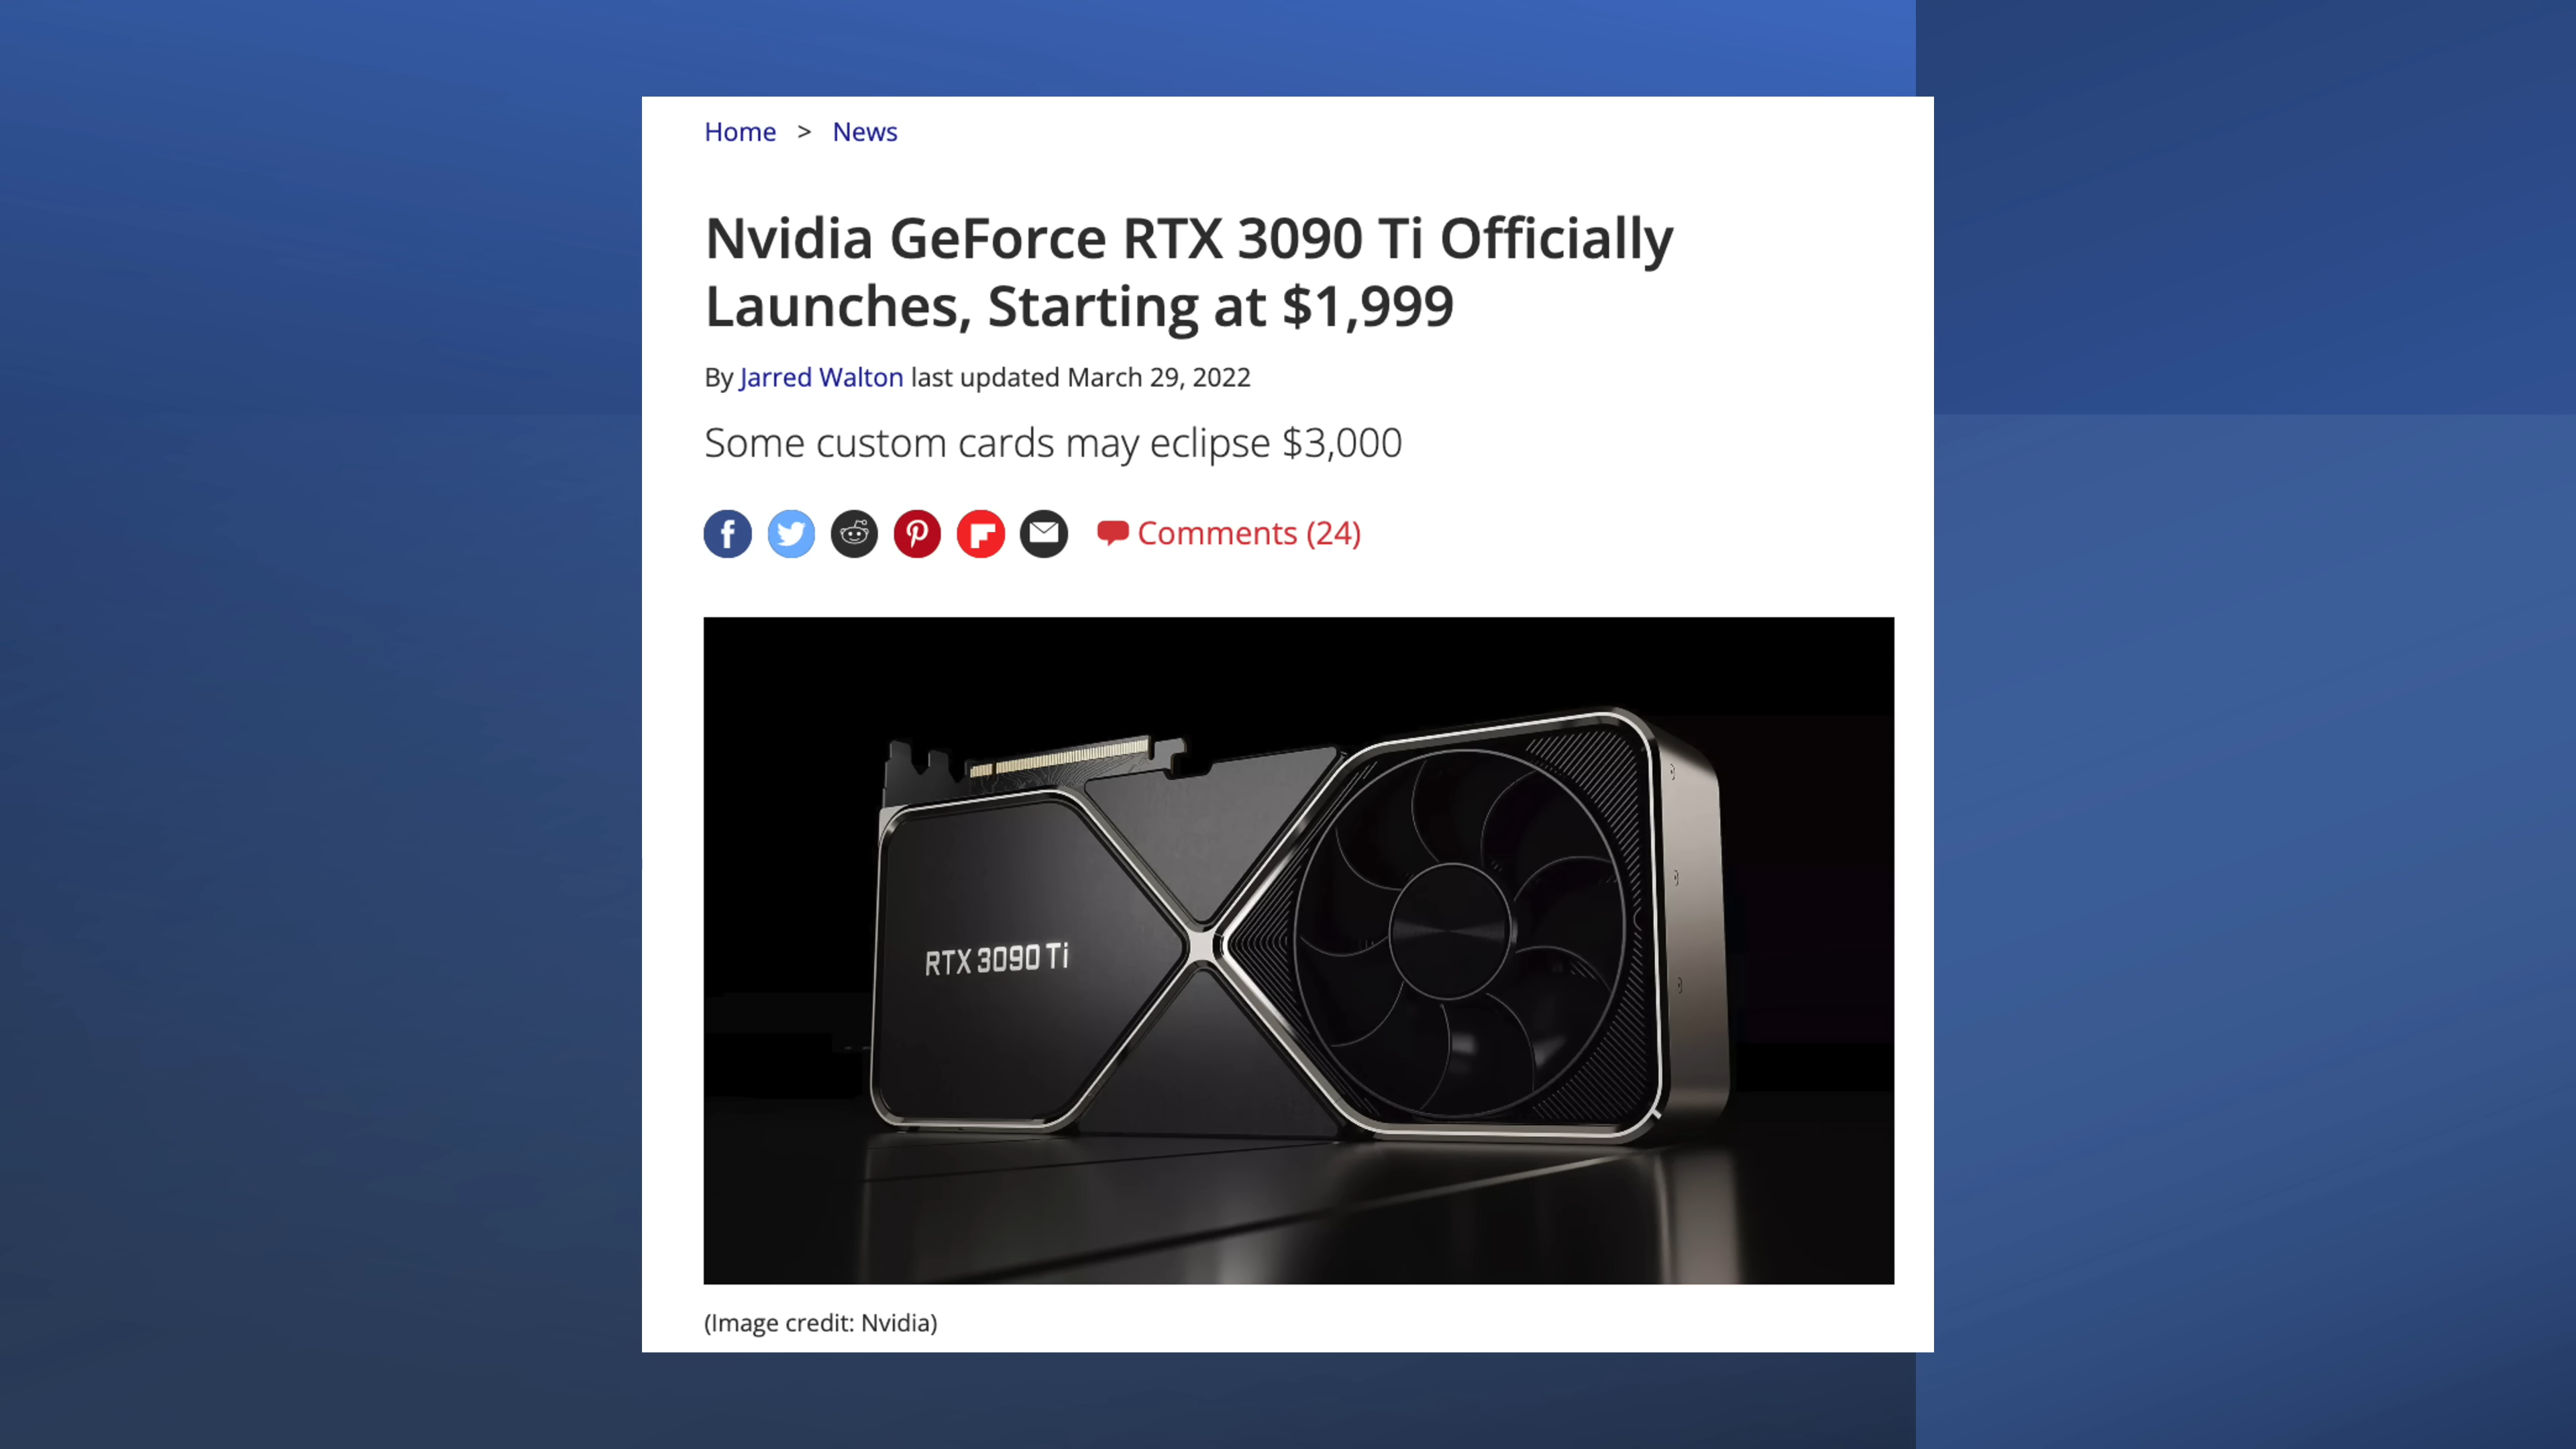 Home > News
Nvidia GeForce RTX 3090 Ti Officially
Launches, Starting at $1,999
By Jarred Walton last updated March 29, 2022
Some custom cards may eclipse $3,000
Comments (24)
RTX 3090 Ti
(Image credit: Nvidia)